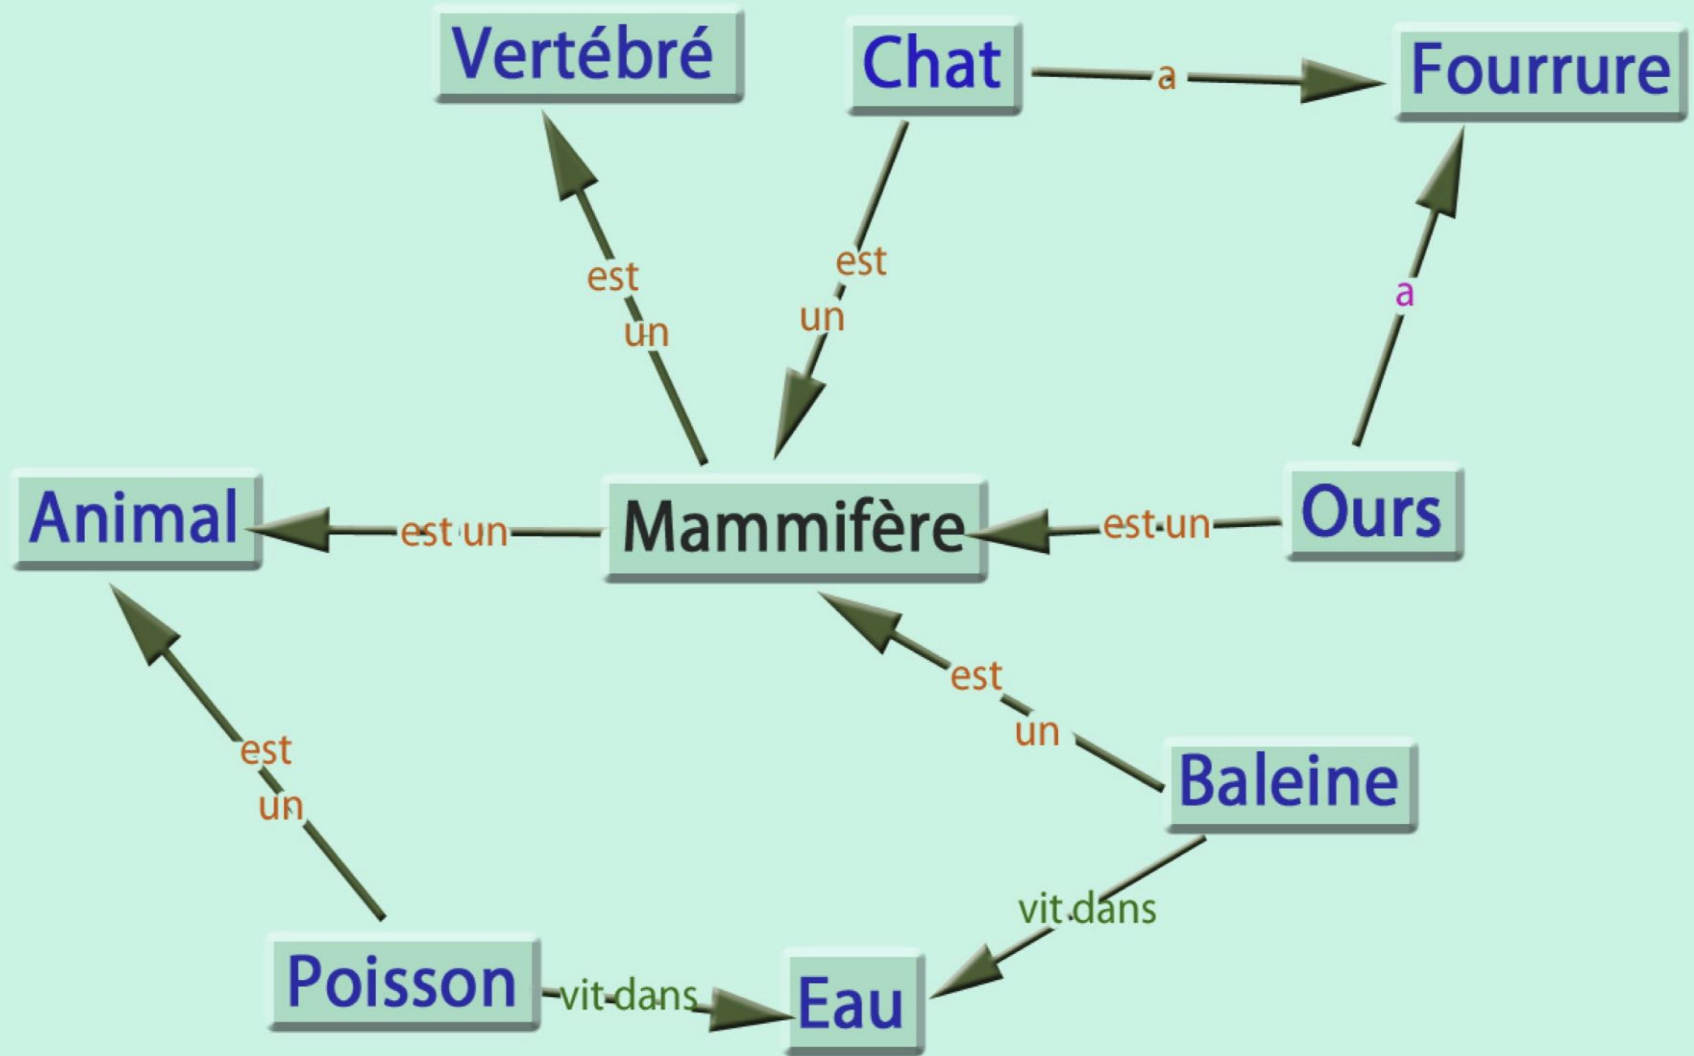 Vertébré
Chat
a
Fourrure
est
un
est
un
a
Animal
est un
Mammifère
est un
Ours
est
un
est
un
Baleine
vit dans
Poisson
vit dans
Eau